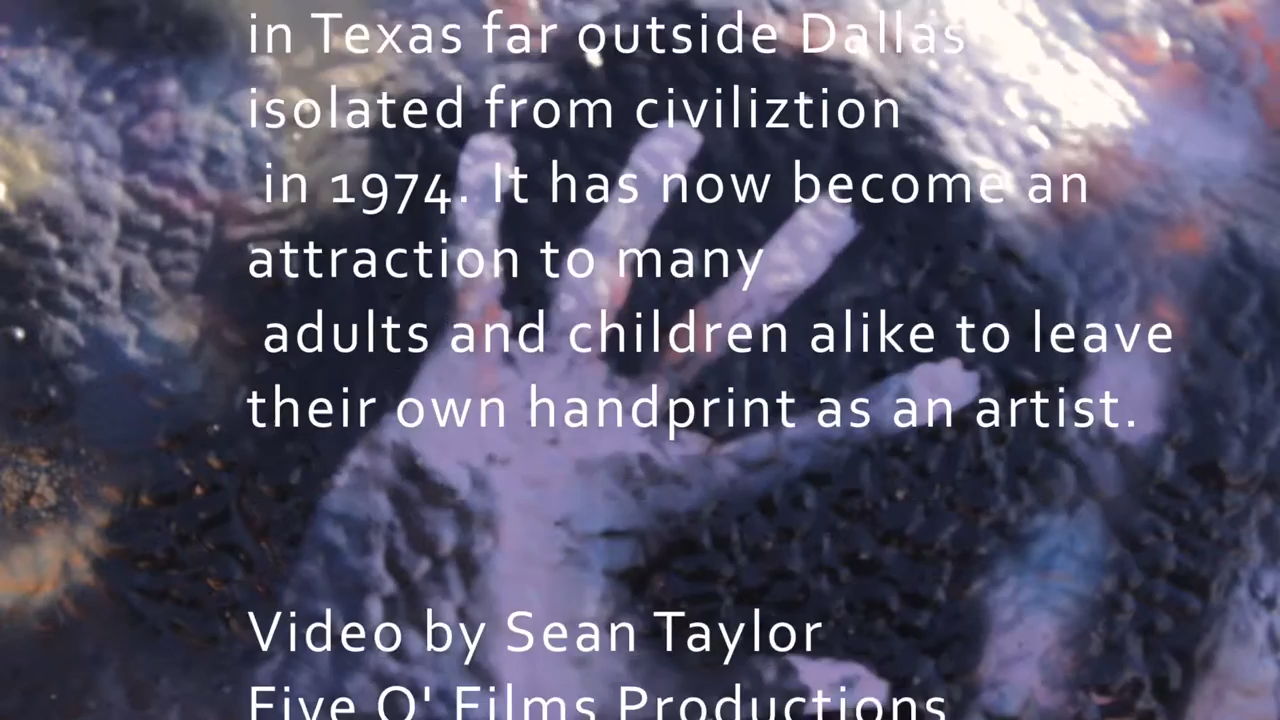 in Texas far outside Dallas
isolated from civiliztion
in 1974. It has now become an
attraction to many
adults and children alike to leave
their own handprint as an artist.
Video by Sean Taylor
Five O' Films Productions